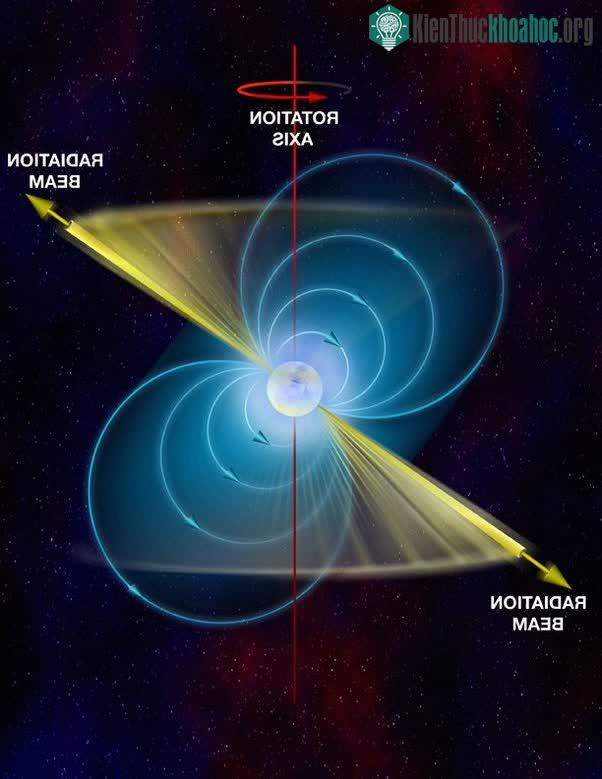 KienThuckhoahoc.org
ROTATION
AXIS
RADIATION
BEAM
RADIATION
BEAM